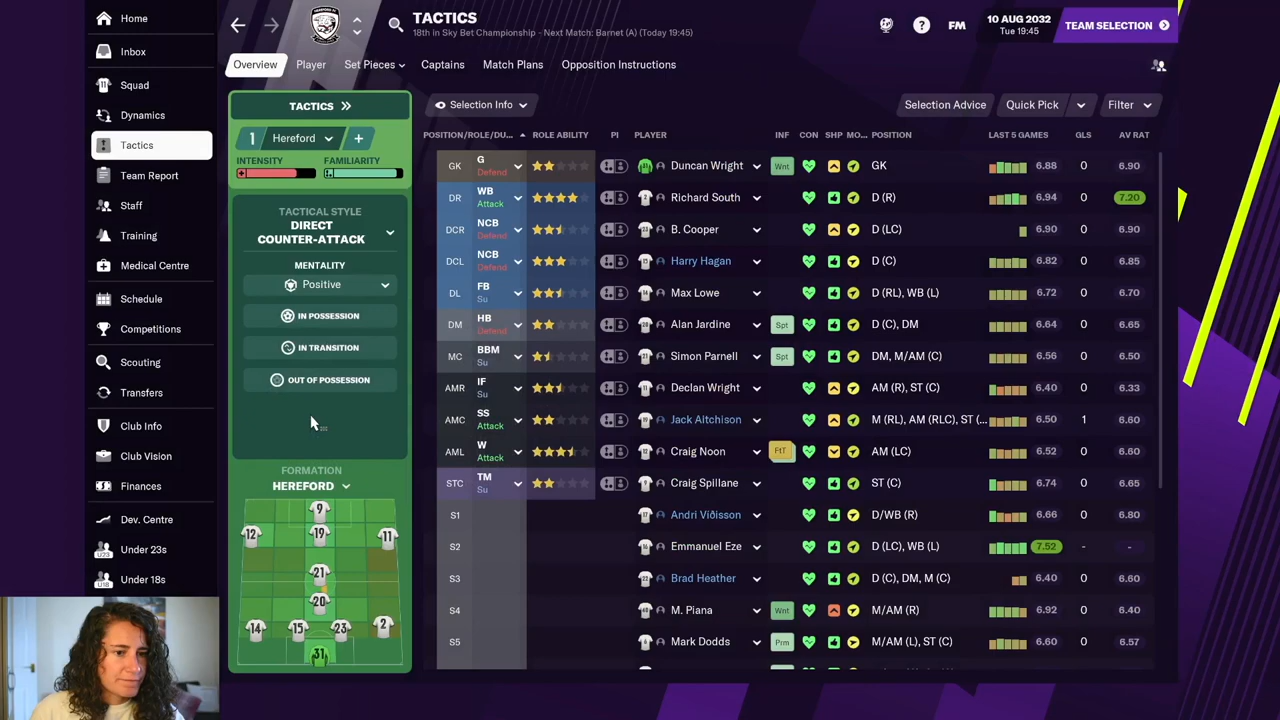 TACTICS
18th in Sky Bet Championship - Next Match: Barnet (A) (Today 19:45)
FM
10 AUG 2032
Tue 19:45
TEAM SELECTION
Home
Inbox
Squad
Dynamics
Tactics
Team Report
Staff
Training
Medical Centre
Schedule
Competitions
Scouting
Transfers
Club Info
Club Vision
Finances
Dev. Centre
Under 23s
Under 18s
Overview Player Set Pieces Captains Match Plans Opposition Instructions
TACTICS
1 Hereford +
INTENSITY FAMILIARITY
TACTICAL STYLE
DIRECT
COUNTER-ATTACK
MENTALITY
Positive
IN POSSESSION
IN TRANSITION
OUT OF POSSESSION
FORMATION
HEREFORD
9
12 19 11
21
20
14 15 23 2
31
Selection Info Selection Advice Quick Pick Filter
POSITION/ROLE/DU... ROLE ABILITY PI PLAYER INF CON SHP MO... POSITION LAST 5 GAMES GLS AV RAT
GK G Defend Duncan Wright Wnt GK 6.88 0 6.90
DR WB Attack Richard South D (R) 6.94 0 7.20
DCR NCB Defend B. Cooper D (LC) 6.90 0 6.90
DCL NCB Defend Harry Hagan D (C) 6.82 0 6.85
DL FB Su Max Lowe D (RL), WB (L) 6.72 0 6.70
DM HB Defend Alan Jardine Spt D (C), DM 6.64 0 6.65
MC BBM Su Simon Parnell Spt DM, M/AM (C) 6.56 0 6.50
AMR IF Su Declan Wright AM (R), ST (C) 6.40 0 6.33
AMC SS Attack Jack Aitchison M (RL), AM (RLC), ST (... 6.50 1 6.60
AML W Attack Craig Noon FtT AM (LC) 6.52 0 6.60
STC TM Su Craig Spillane ST (C) 6.74 0 6.65
S1 Andri Viðisson D/WB (R) 6.66 0 6.80
S2 Emmanuel Eze D (LC), WB (L) 7.52 - -
S3 Brad Heather D (C), DM, M (C) 6.40 0 6.60
S4 M. Piana Wnt M/AM (R) 6.92 0 6.40
S5 Mark Dodds Prm M/AM (L), ST (C) 6.60 0 6.57